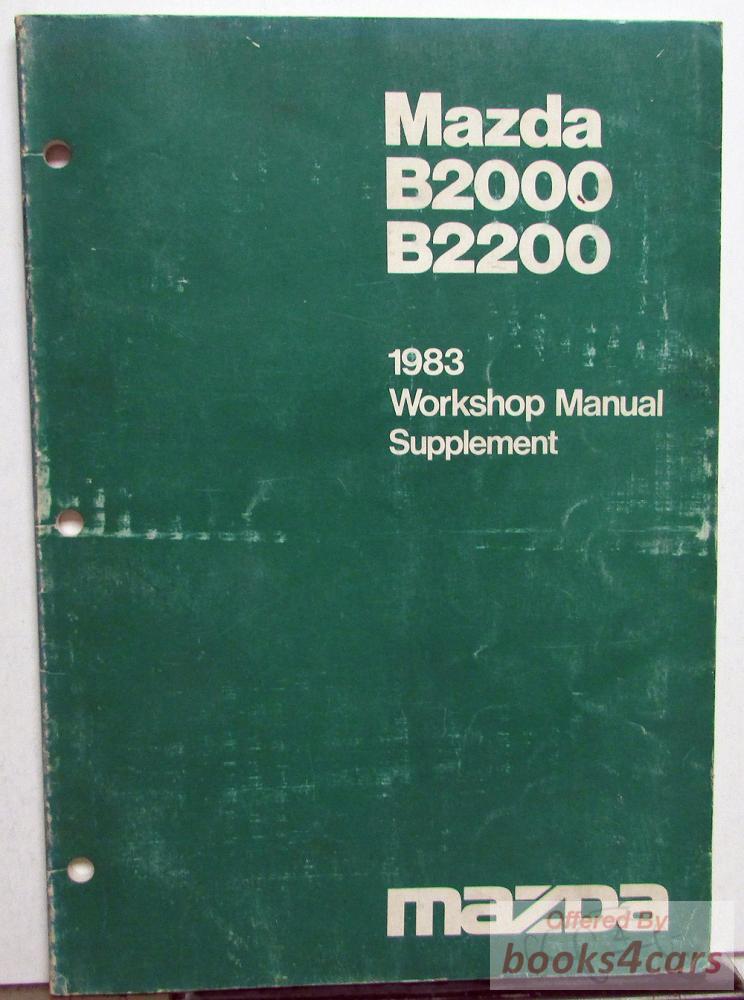 Mazda
B2000
B2200
1983
Workshop Manual
Supplement
mazda
Offered By
books4cars